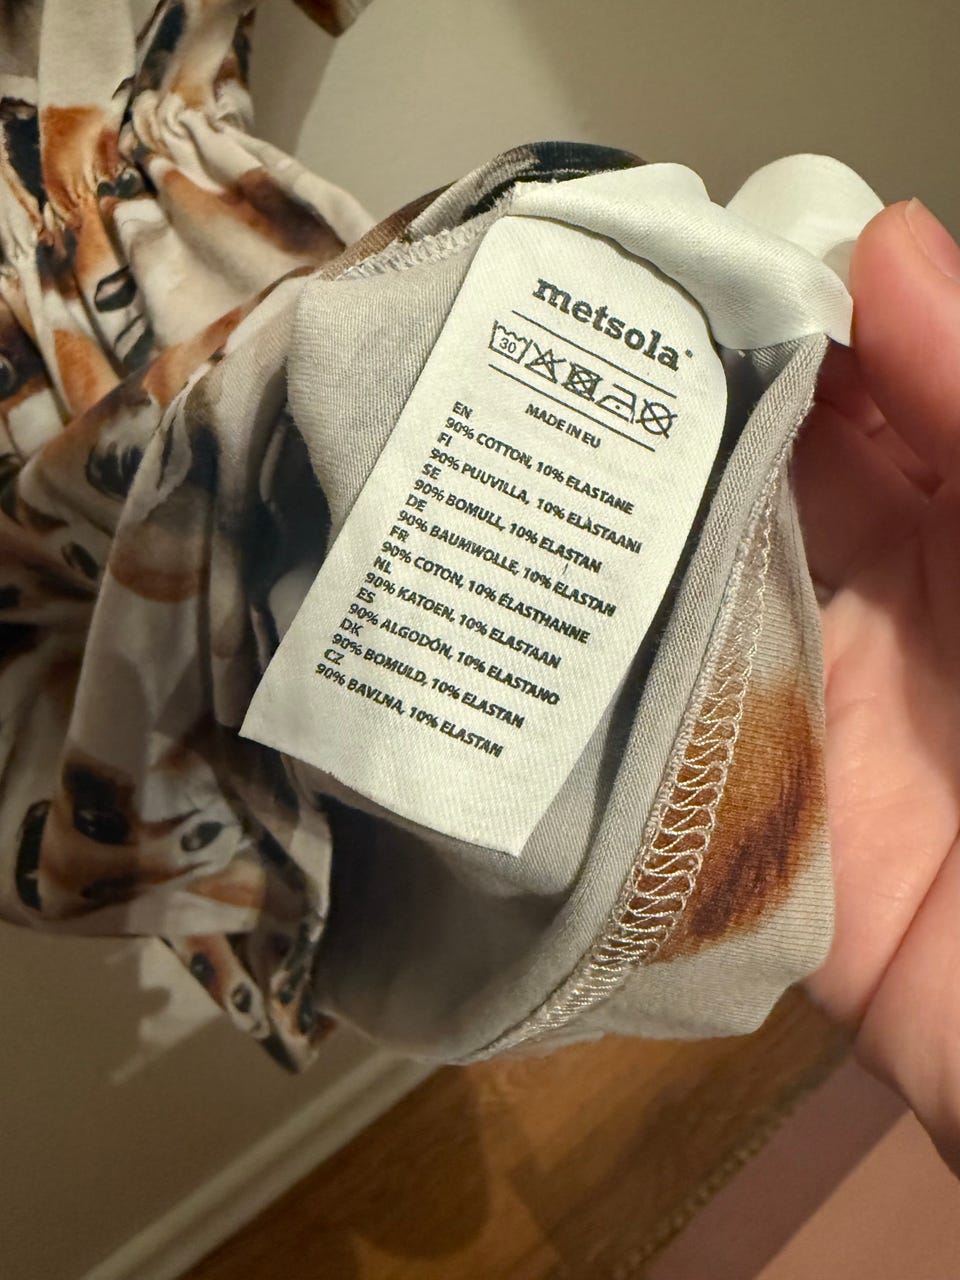 metsola®
30
MADE IN EU
EN
90% COTTON, 10% ELASTANE
FI
90% PUUVILLA, 10% ELASTAANI
SE
90% BOMULL, 10% ELASTAN
DE
90% BAUMWOLLE, 10% ELASTAN
FR
90% COTON, 10% ÉLASTHANNE
NL
90% KATOEN, 10% ELASTAAN
ES
90% ALGODÓN, 10% ELASTANO
DK
90% BOMULD, 10% ELASTAN
CZ
90% BAVLNA, 10% ELASTAN